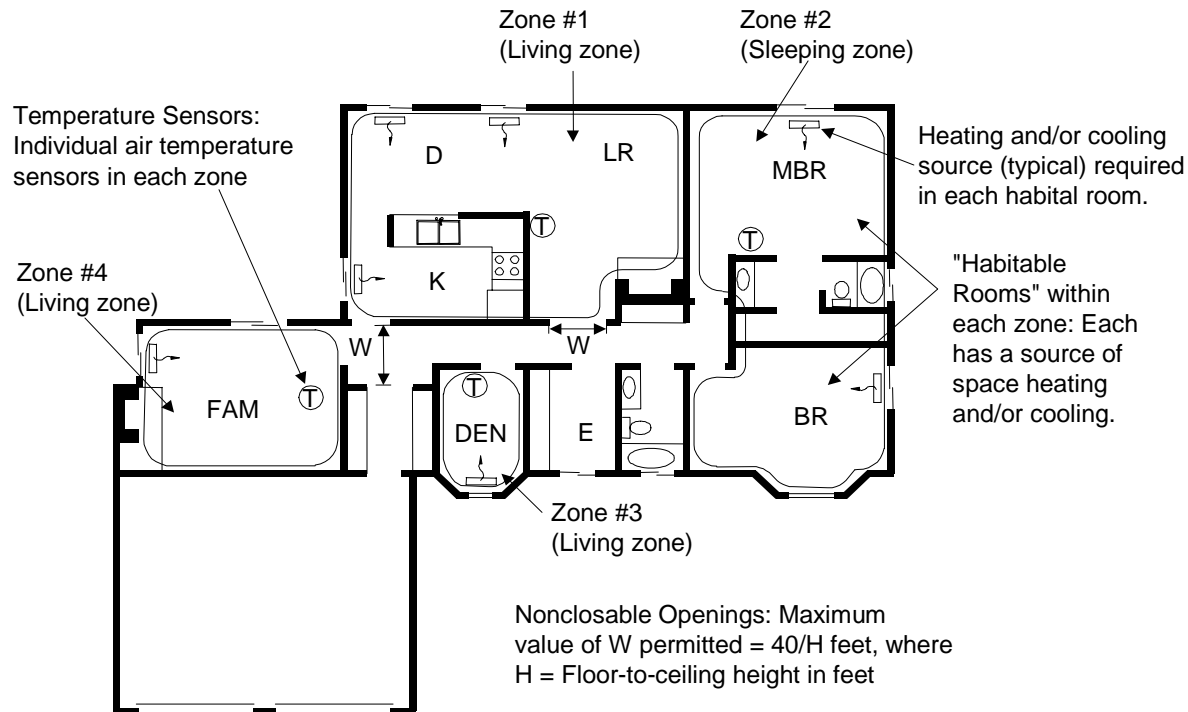 Zone #1
(Living zone)
Zone #2
(Sleeping zone)
Temperature Sensors:
Individual air temperature
sensors in each zone
Heating and/or cooling
source (typical) required
in each habital room.
D
LR
MBR
T
T
Zone #4
(Living zone)
K
"Habitable
Rooms" within
each zone: Each
has a source of
space heating
and/or cooling.
W
W
FAM
T
T
DEN
E
BR
Zone #3
(Living zone)
Nonclosable Openings: Maximum
value of W permitted = 40/H feet, where
H = Floor-to-ceiling height in feet